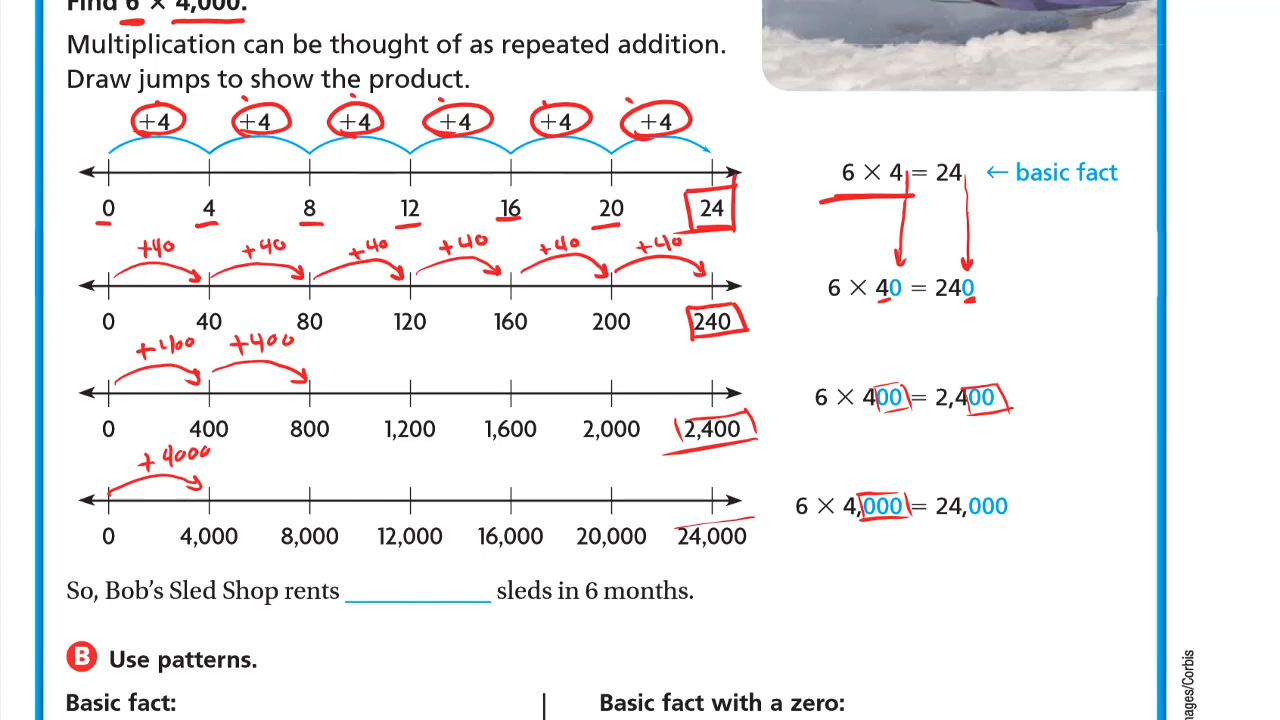 Find 6 × 4,000.
Multiplication can be thought of as repeated addition.
Draw jumps to show the product.
+4 +4 +4 +4 +4 +4
0 4 8 12 16 20 24
6 × 4 = 24 ← basic fact
+40 +40 +40 +40 +40 +40
0 40 80 120 160 200 240
6 × 40 = 240
+400 +400
0 400 800 1,200 1,600 2,000 2,400
6 × 400 = 2,400
+4000
0 4,000 8,000 12,000 16,000 20,000 24,000
6 × 4,000 = 24,000
So, Bob's Sled Shop rents sleds in 6 months.
B Use patterns.
Basic fact:
Basic fact with a zero:
mages/Corbis